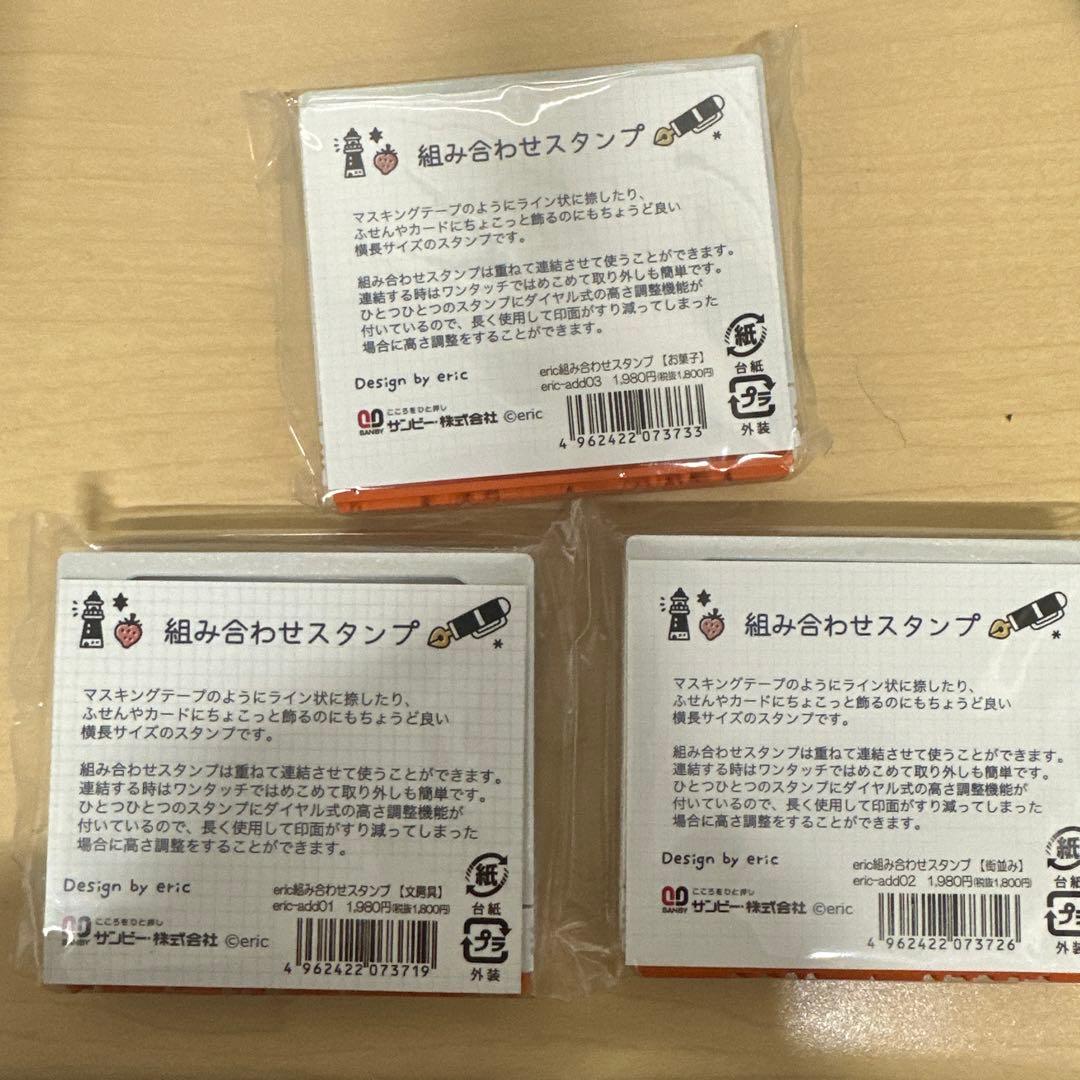 組み合わせスタンプ
マスキングテープのようにライン状に捺したり、
ふせんやカードにちょこっと飾るのにもちょうど良い
横長サイズのスタンプです。
組み合わせスタンプは重ねて連結させて使うことができます。
連結する時はワンタッチではめこめて取り外しも簡単です。
ひとつひとつのスタンプにダイヤル式の高さ調整機能が
付いているので、長く使用して印面がすり減ってしまった
場合に高さ調整をすることができます。
Design by eric
eric組み合わせスタンプ【お菓子】
eric-add03 1,980円(税抜1,800円)
紙
台紙
プラ
外装
SANBY
こころをひと押し
サンビー・株式会社 ©eric
4 962422 073733
組み合わせスタンプ
マスキングテープのようにライン状に捺したり、
ふせんやカードにちょこっと飾るのにもちょうど良い
横長サイズのスタンプです。
組み合わせスタンプは重ねて連結させて使うことができます。
連結する時はワンタッチではめこめて取り外しも簡単です。
ひとつひとつのスタンプにダイヤル式の高さ調整機能が
付いているので、長く使用して印面がすり減ってしまった
場合に高さ調整をすることができます。
Design by eric
eric組み合わせスタンプ【文房具】
eric-add01 1,980円(税抜1,800円)
紙
台紙
プラ
外装
SANBY
こころをひと押し
サンビー・株式会社 ©eric
4 962422 073719
組み合わせスタンプ
マスキングテープのようにライン状に捺したり、
ふせんやカードにちょこっと飾るのにもちょうど良い
横長サイズのスタンプです。
組み合わせスタンプは重ねて連結させて使うことができます。
連結する時はワンタッチではめこめて取り外しも簡単です。
ひとつひとつのスタンプにダイヤル式の高さ調整機能が
付いているので、長く使用して印面がすり減ってしまった
場合に高さ調整をすることができます。
Design by eric
eric組み合わせスタンプ【街並み】
eric-add02 1,980円(税抜1,800円)
紙
台紙
プラ
外装
SANBY
こころをひと押し
サンビー・株式会社 ©eric
4 962422 073726